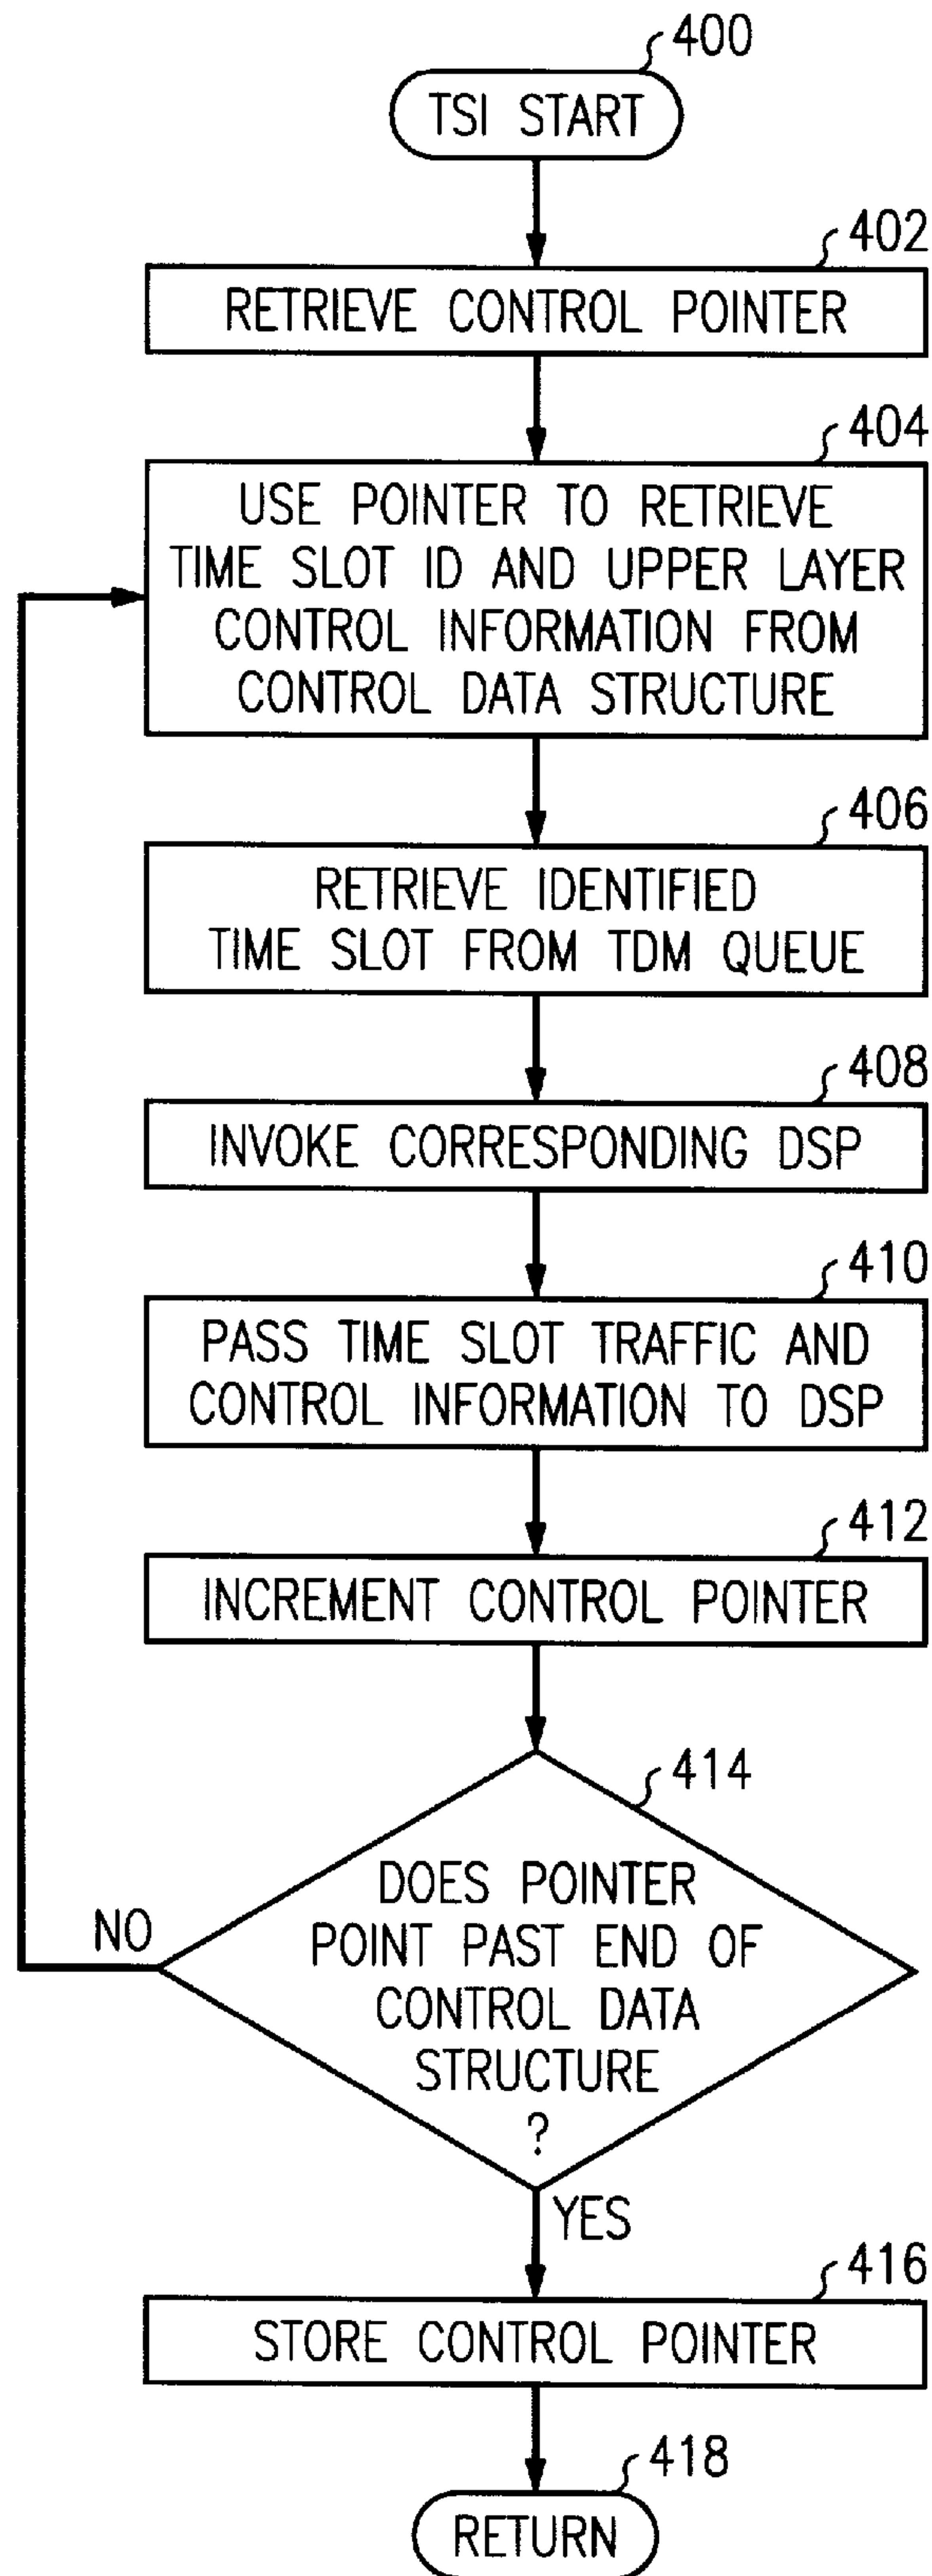 400
TSI START
402
RETRIEVE CONTROL POINTER
404
USE POINTER TO RETRIEVE
TIME SLOT ID AND UPPER LAYER
CONTROL INFORMATION FROM
CONTROL DATA STRUCTURE
406
RETRIEVE IDENTIFIED
TIME SLOT FROM TDM QUEUE
408
INVOKE CORRESPONDING DSP
410
PASS TIME SLOT TRAFFIC AND
CONTROL INFORMATION TO DSP
412
INCREMENT CONTROL POINTER
414
DOES POINTER
POINT PAST END OF
CONTROL DATA
STRUCTURE
?
NO
YES
416
STORE CONTROL POINTER
418
RETURN